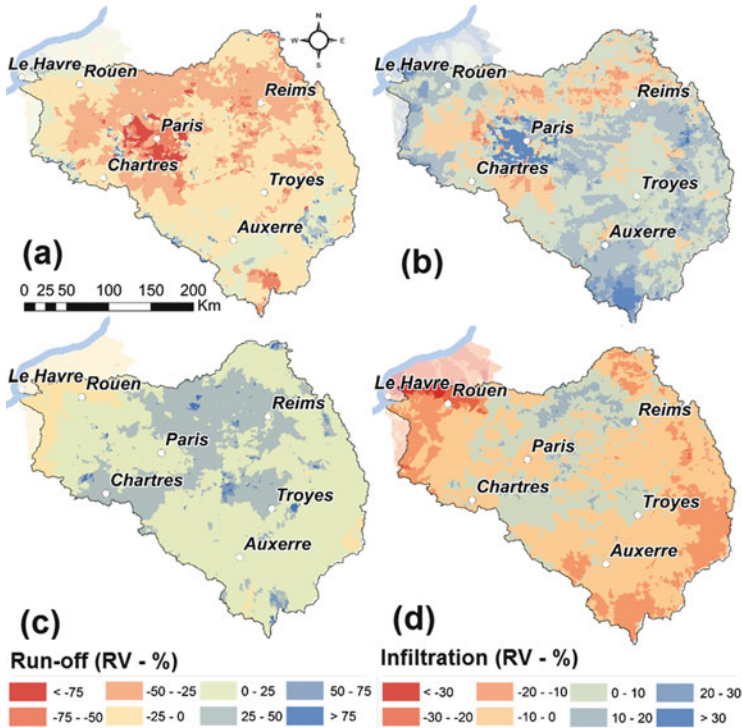 N
W E
S
Le Havre
Rouen
Reims
Paris
Chartres
Troyes
Auxerre
(a)
0 25 50 100 150 200
Km
Le Havre
Rouen
Reims
Paris
Chartres
Troyes
Auxerre
(b)
Le Havre
Rouen
Reims
Paris
Chartres
Troyes
Auxerre
(c)
Le Havre
Rouen
Reims
Paris
Chartres
Troyes
Auxerre
(d)
Run-off (RV - %)
< -75 -50 - -25 0 - 25 50 - 75
-75 - -50 -25 - 0 25 - 50 > 75
Infiltration (RV - %)
< -30 -20 - -10 0 - 10 20 - 30
-30 - -20 -10 - 0 10 - 20 > 30